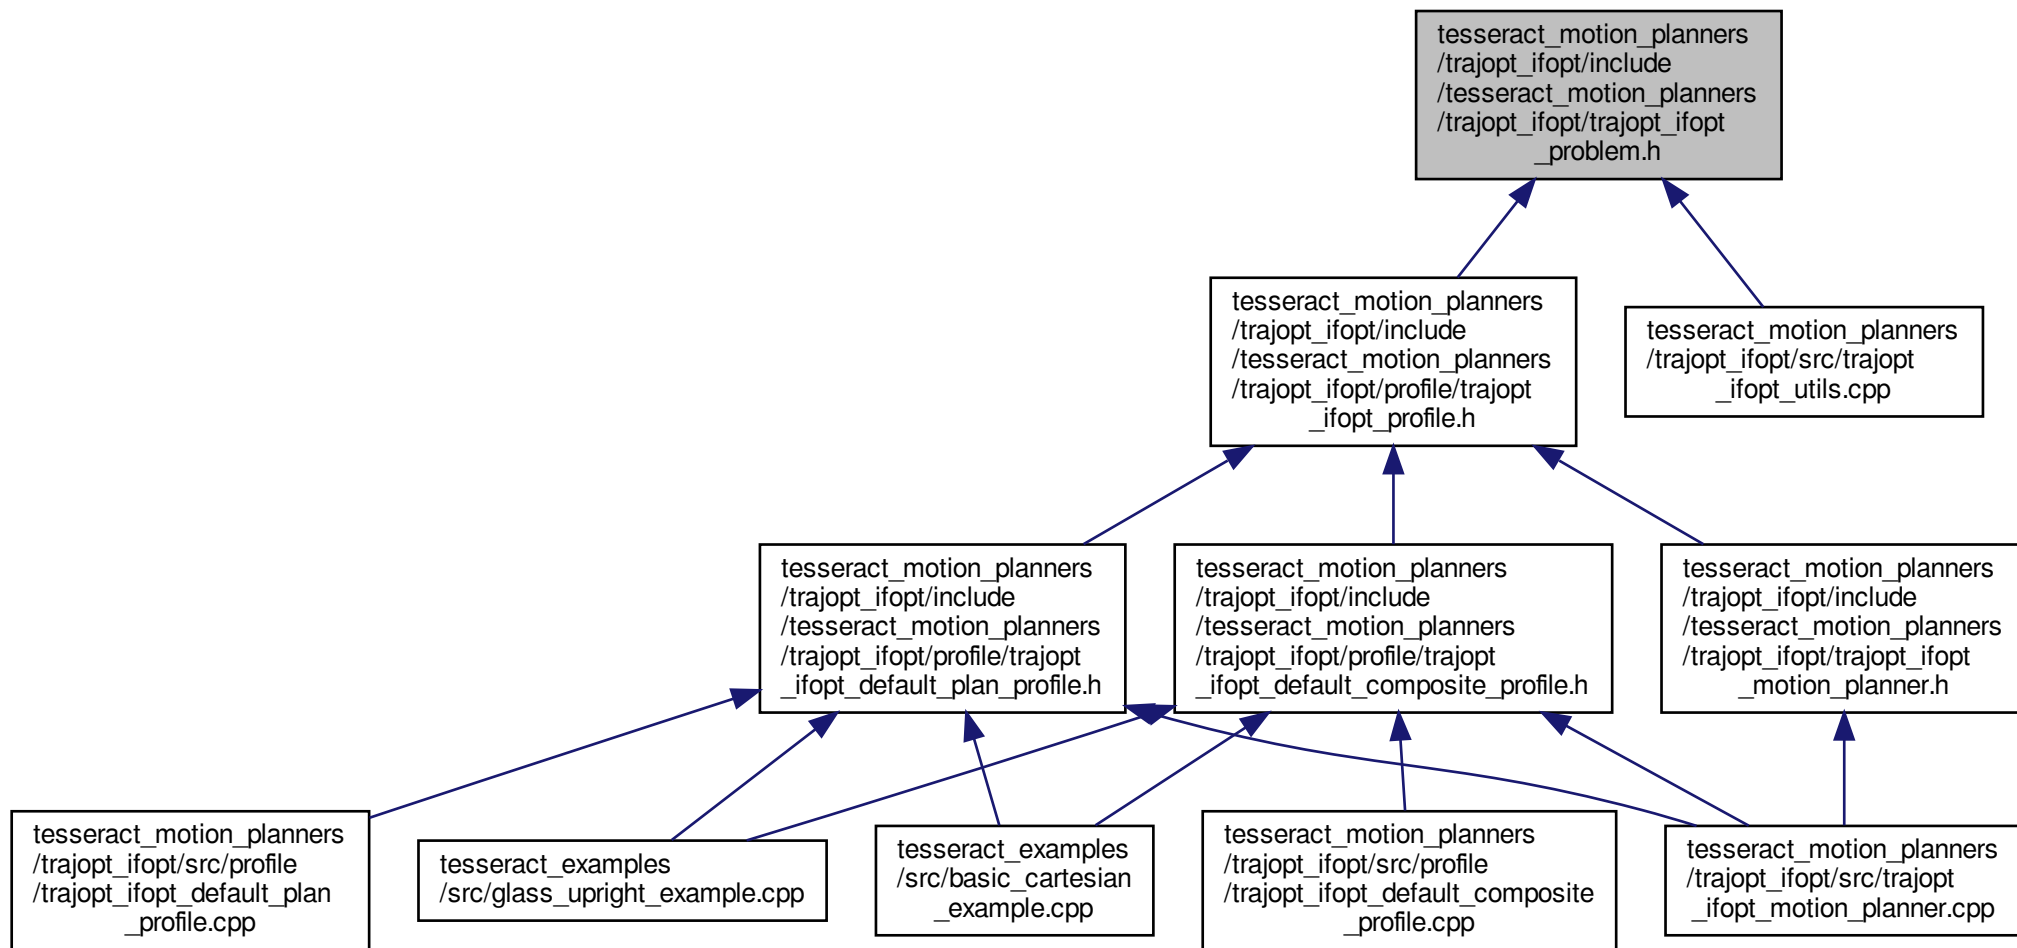 tesseract_motion_planners
/trajopt_ifopt/include
/tesseract_motion_planners
/trajopt_ifopt/trajopt_ifopt
_problem.h
tesseract_motion_planners
/trajopt_ifopt/include
/tesseract_motion_planners
/trajopt_ifopt/profile/trajopt
_ifopt_profile.h
tesseract_motion_planners
/trajopt_ifopt/src/trajopt
_ifopt_utils.cpp
tesseract_motion_planners
/trajopt_ifopt/include
/tesseract_motion_planners
/trajopt_ifopt/profile/trajopt
_ifopt_default_plan_profile.h
tesseract_motion_planners
/trajopt_ifopt/include
/tesseract_motion_planners
/trajopt_ifopt/profile/trajopt
_ifopt_default_composite_profile.h
tesseract_motion_planners
/trajopt_ifopt/include
/tesseract_motion_planners
/trajopt_ifopt/trajopt_ifopt
_motion_planner.h
tesseract_motion_planners
/trajopt_ifopt/src/profile
/trajopt_ifopt_default_plan
_profile.cpp
tesseract_examples
/src/glass_upright_example.cpp
tesseract_examples
/src/basic_cartesian
_example.cpp
tesseract_motion_planners
/trajopt_ifopt/src/profile
/trajopt_ifopt_default_composite
_profile.cpp
tesseract_motion_planners
/trajopt_ifopt/src/trajopt
_ifopt_motion_planner.cpp